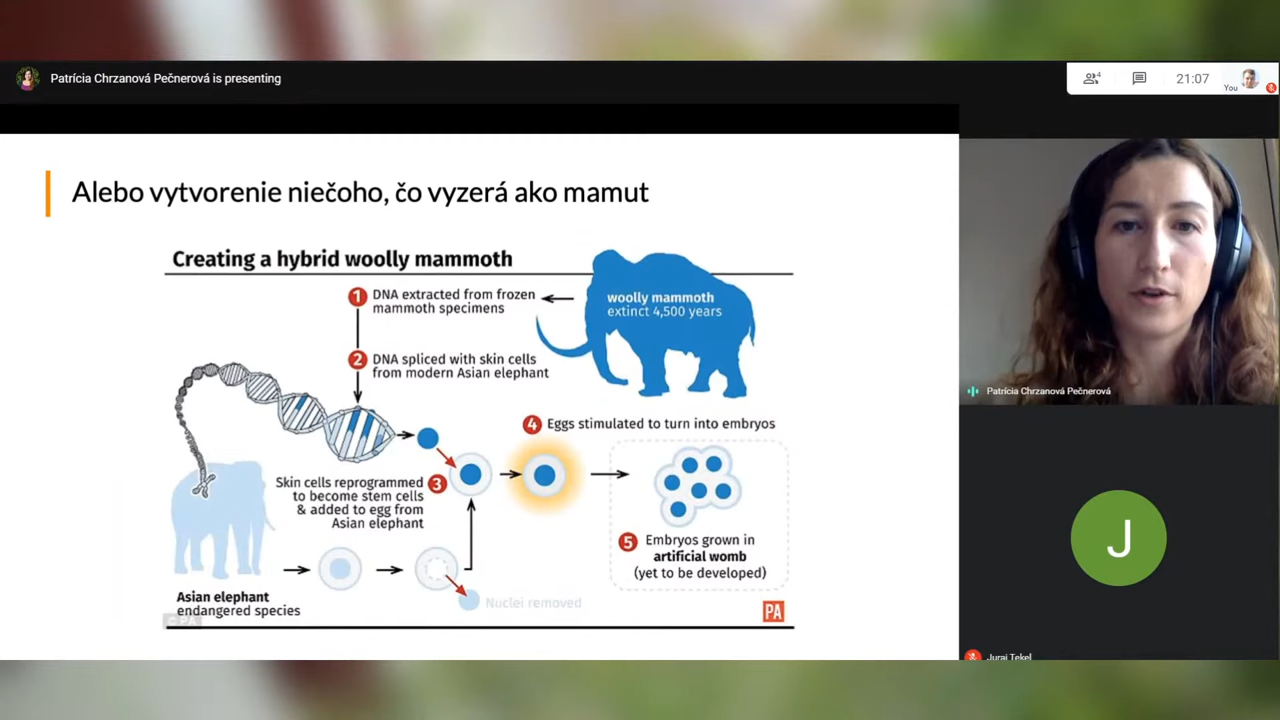 Patrícia Chrzanová Pečnerová is presenting
4
21:07
You
Alebo vytvorenie niečoho, čo vyzerá ako mamut
Creating a hybrid woolly mammoth
1 DNA extracted from frozen
mammoth specimens
woolly mammoth
extinct 4,500 years
2 DNA spliced with skin cells
from modern Asian elephant
4 Eggs stimulated to turn into embryos
Skin cells reprogrammed 3
to become stem cells
& added to egg from
Asian elephant
5 Embryos grown in
artificial womb
(yet to be developed)
Asian elephant
endangered species
Nuclei removed
PA
PA
Patrícia Chrzanová Pečnerová
J
Juraj Tekel